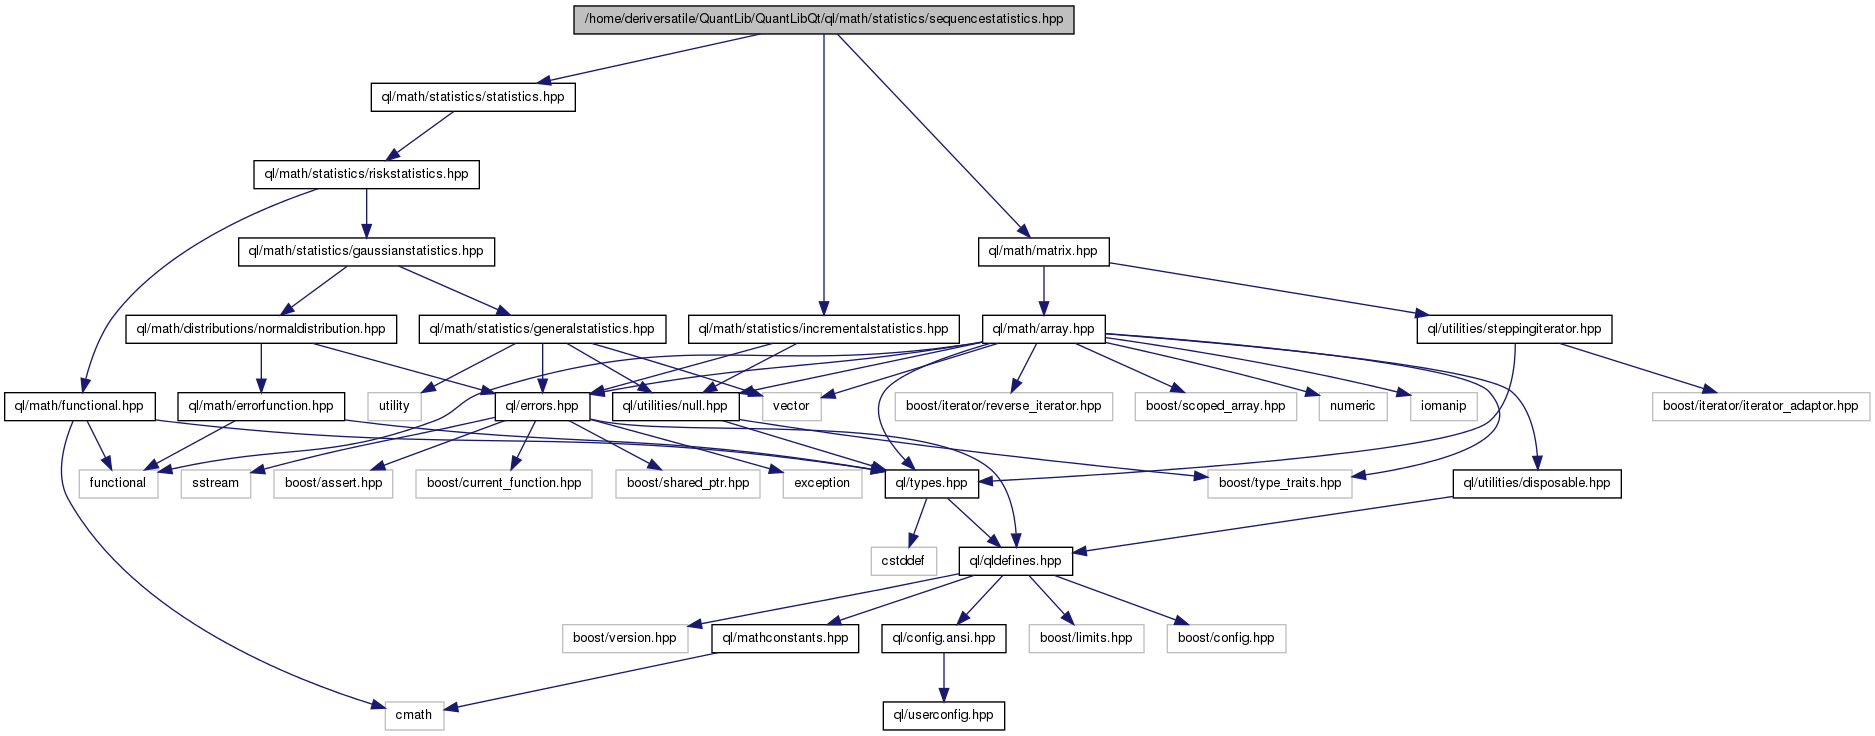 /home/deriversatile/QuantLib/QuantLibQt/ql/math/statistics/sequencestatistics.hpp
ql/math/statistics/statistics.hpp
ql/math/statistics/riskstatistics.hpp
ql/math/statistics/gaussianstatistics.hpp
ql/math/matrix.hpp
ql/math/distributions/normaldistribution.hpp
ql/math/statistics/generalstatistics.hpp
ql/math/statistics/incrementalstatistics.hpp
ql/math/array.hpp
ql/utilities/steppingiterator.hpp
ql/math/functional.hpp
ql/math/errorfunction.hpp
utility
ql/errors.hpp
ql/utilities/null.hpp
vector
boost/iterator/reverse_iterator.hpp
boost/scoped_array.hpp
numeric
iomanip
boost/iterator/iterator_adaptor.hpp
functional
sstream
boost/assert.hpp
boost/current_function.hpp
boost/shared_ptr.hpp
exception
ql/types.hpp
boost/type_traits.hpp
ql/utilities/disposable.hpp
cstddef
ql/qldefines.hpp
boost/version.hpp
ql/mathconstants.hpp
ql/config.ansi.hpp
boost/limits.hpp
boost/config.hpp
cmath
ql/userconfig.hpp